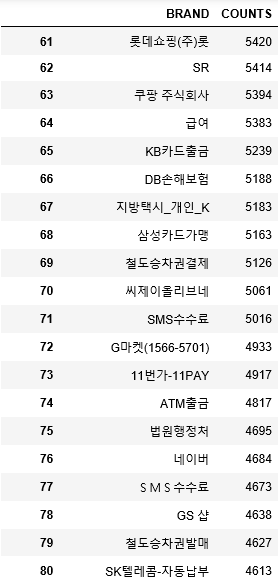 BRAND COUNTS
61 롯데쇼핑(주)롯 5420
62 SR 5414
63 쿠팡 주식회사 5394
64 급여 5383
65 KB카드출금 5239
66 DB손해보험 5188
67 지방택시_개인_K 5183
68 삼성카드가맹 5163
69 철도승차권결제 5126
70 씨제이올리브네 5061
71 SMS수수료 5016
72 G마켓(1566-5701) 4933
73 11번가-11PAY 4917
74 ATM출금 4817
75 법원행정처 4695
76 네이버 4684
77 ＳＭＳ수수료 4673
78 GS 샵 4638
79 철도승차권발매 4627
80 SK텔레콤-자동납부 4613